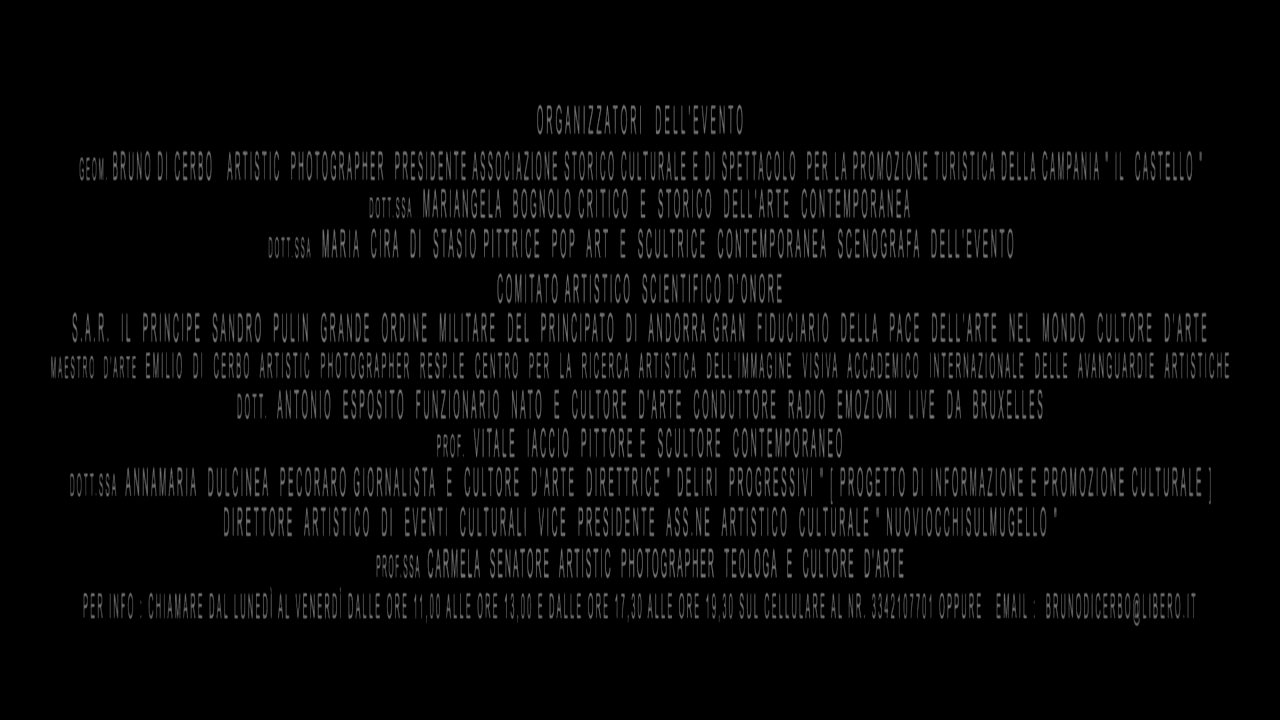 ORGANIZZATORI DELL'EVENTO
GEOM. BRUNO DI CERBO ARTISTIC PHOTOGRAPHER PRESIDENTE ASSOCIAZIONE STORICO CULTURALE E DI SPETTACOLO PER LA PROMOZIONE TURISTICA DELLA CAMPANIA " IL CASTELLO "
DOTT.SSA MARIANGELA BOGNOLO CRITICO E STORICO DELL'ARTE CONTEMPORANEA
DOTT.SSA MARIA CIRA DI STASIO PITTRICE POP ART E SCULTRICE CONTEMPORANEA SCENOGRAFA DELL'EVENTO
COMITATO ARTISTICO SCIENTIFICO D'ONORE
S.A.R. IL PRINCIPE SANDRO PULIN GRANDE ORDINE MILITARE DEL PRINCIPATO DI ANDORRA GRAN FIDUCIARIO DELLA PACE DELL'ARTE NEL MONDO CULTORE D'ARTE
MAESTRO D'ARTE EMILIO DI CERBO ARTISTIC PHOTOGRAPHER RESP.LE CENTRO PER LA RICERCA ARTISTICA DELL'IMMAGINE VISIVA ACCADEMICO INTERNAZIONALE DELLE AVANGUARDIE ARTISTICHE
DOTT. ANTONIO ESPOSITO FUNZIONARIO NATO E CULTORE D'ARTE CONDUTTORE RADIO EMOZIONI LIVE DA BRUXELLES
PROF. VITALE IACCIO PITTORE E SCULTORE CONTEMPORANEO
DOTT.SSA ANNAMARIA DULCINEA PECORARO GIORNALISTA E CULTORE D'ARTE DIRETTRICE " DELIRI PROGRESSIVI " [ PROGETTO DI INFORMAZIONE E PROMOZIONE CULTURALE ]
DIRETTORE ARTISTICO DI EVENTI CULTURALI VICE PRESIDENTE ASS.NE ARTISTICO CULTURALE " NUOVIOCCHISULMUGELLO "
PROF.SSA CARMELA SENATORE ARTISTIC PHOTOGRAPHER TEOLOGA E CULTORE D'ARTE
PER INFO : CHIAMARE DAL LUNEDÌ AL VENERDÌ DALLE ORE 11,00 ALLE ORE 13,00 E DALLE ORE 17,30 ALLE ORE 19,30 SUL CELLULARE AL NR. 3342107701 OPPURE EMAIL : BRUNODICERBO@LIBERO.IT